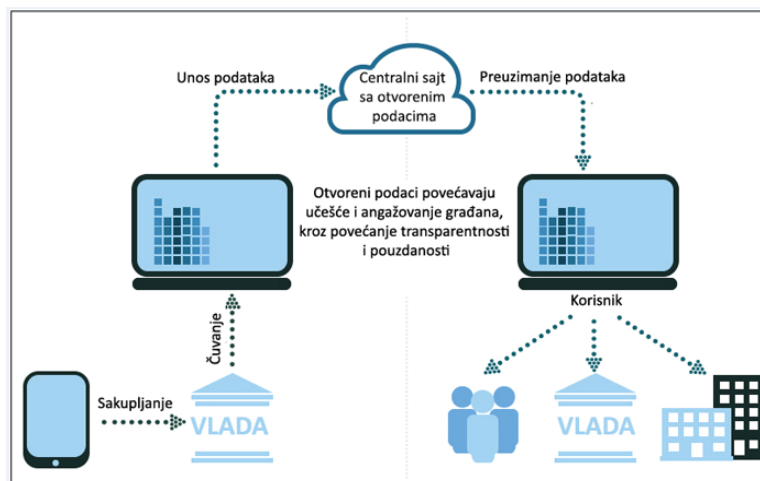 Unos podataka
Centralni sajt
sa otvorenim
podacima
Preuzimanje podataka
Otvoreni podaci povećavaju
učešće i angažovanje građana,
kroz povećanje transparentnosti
i pouzdanosti
Korisnik
Čuvanje
Sakupljanje
VLADA
VLADA